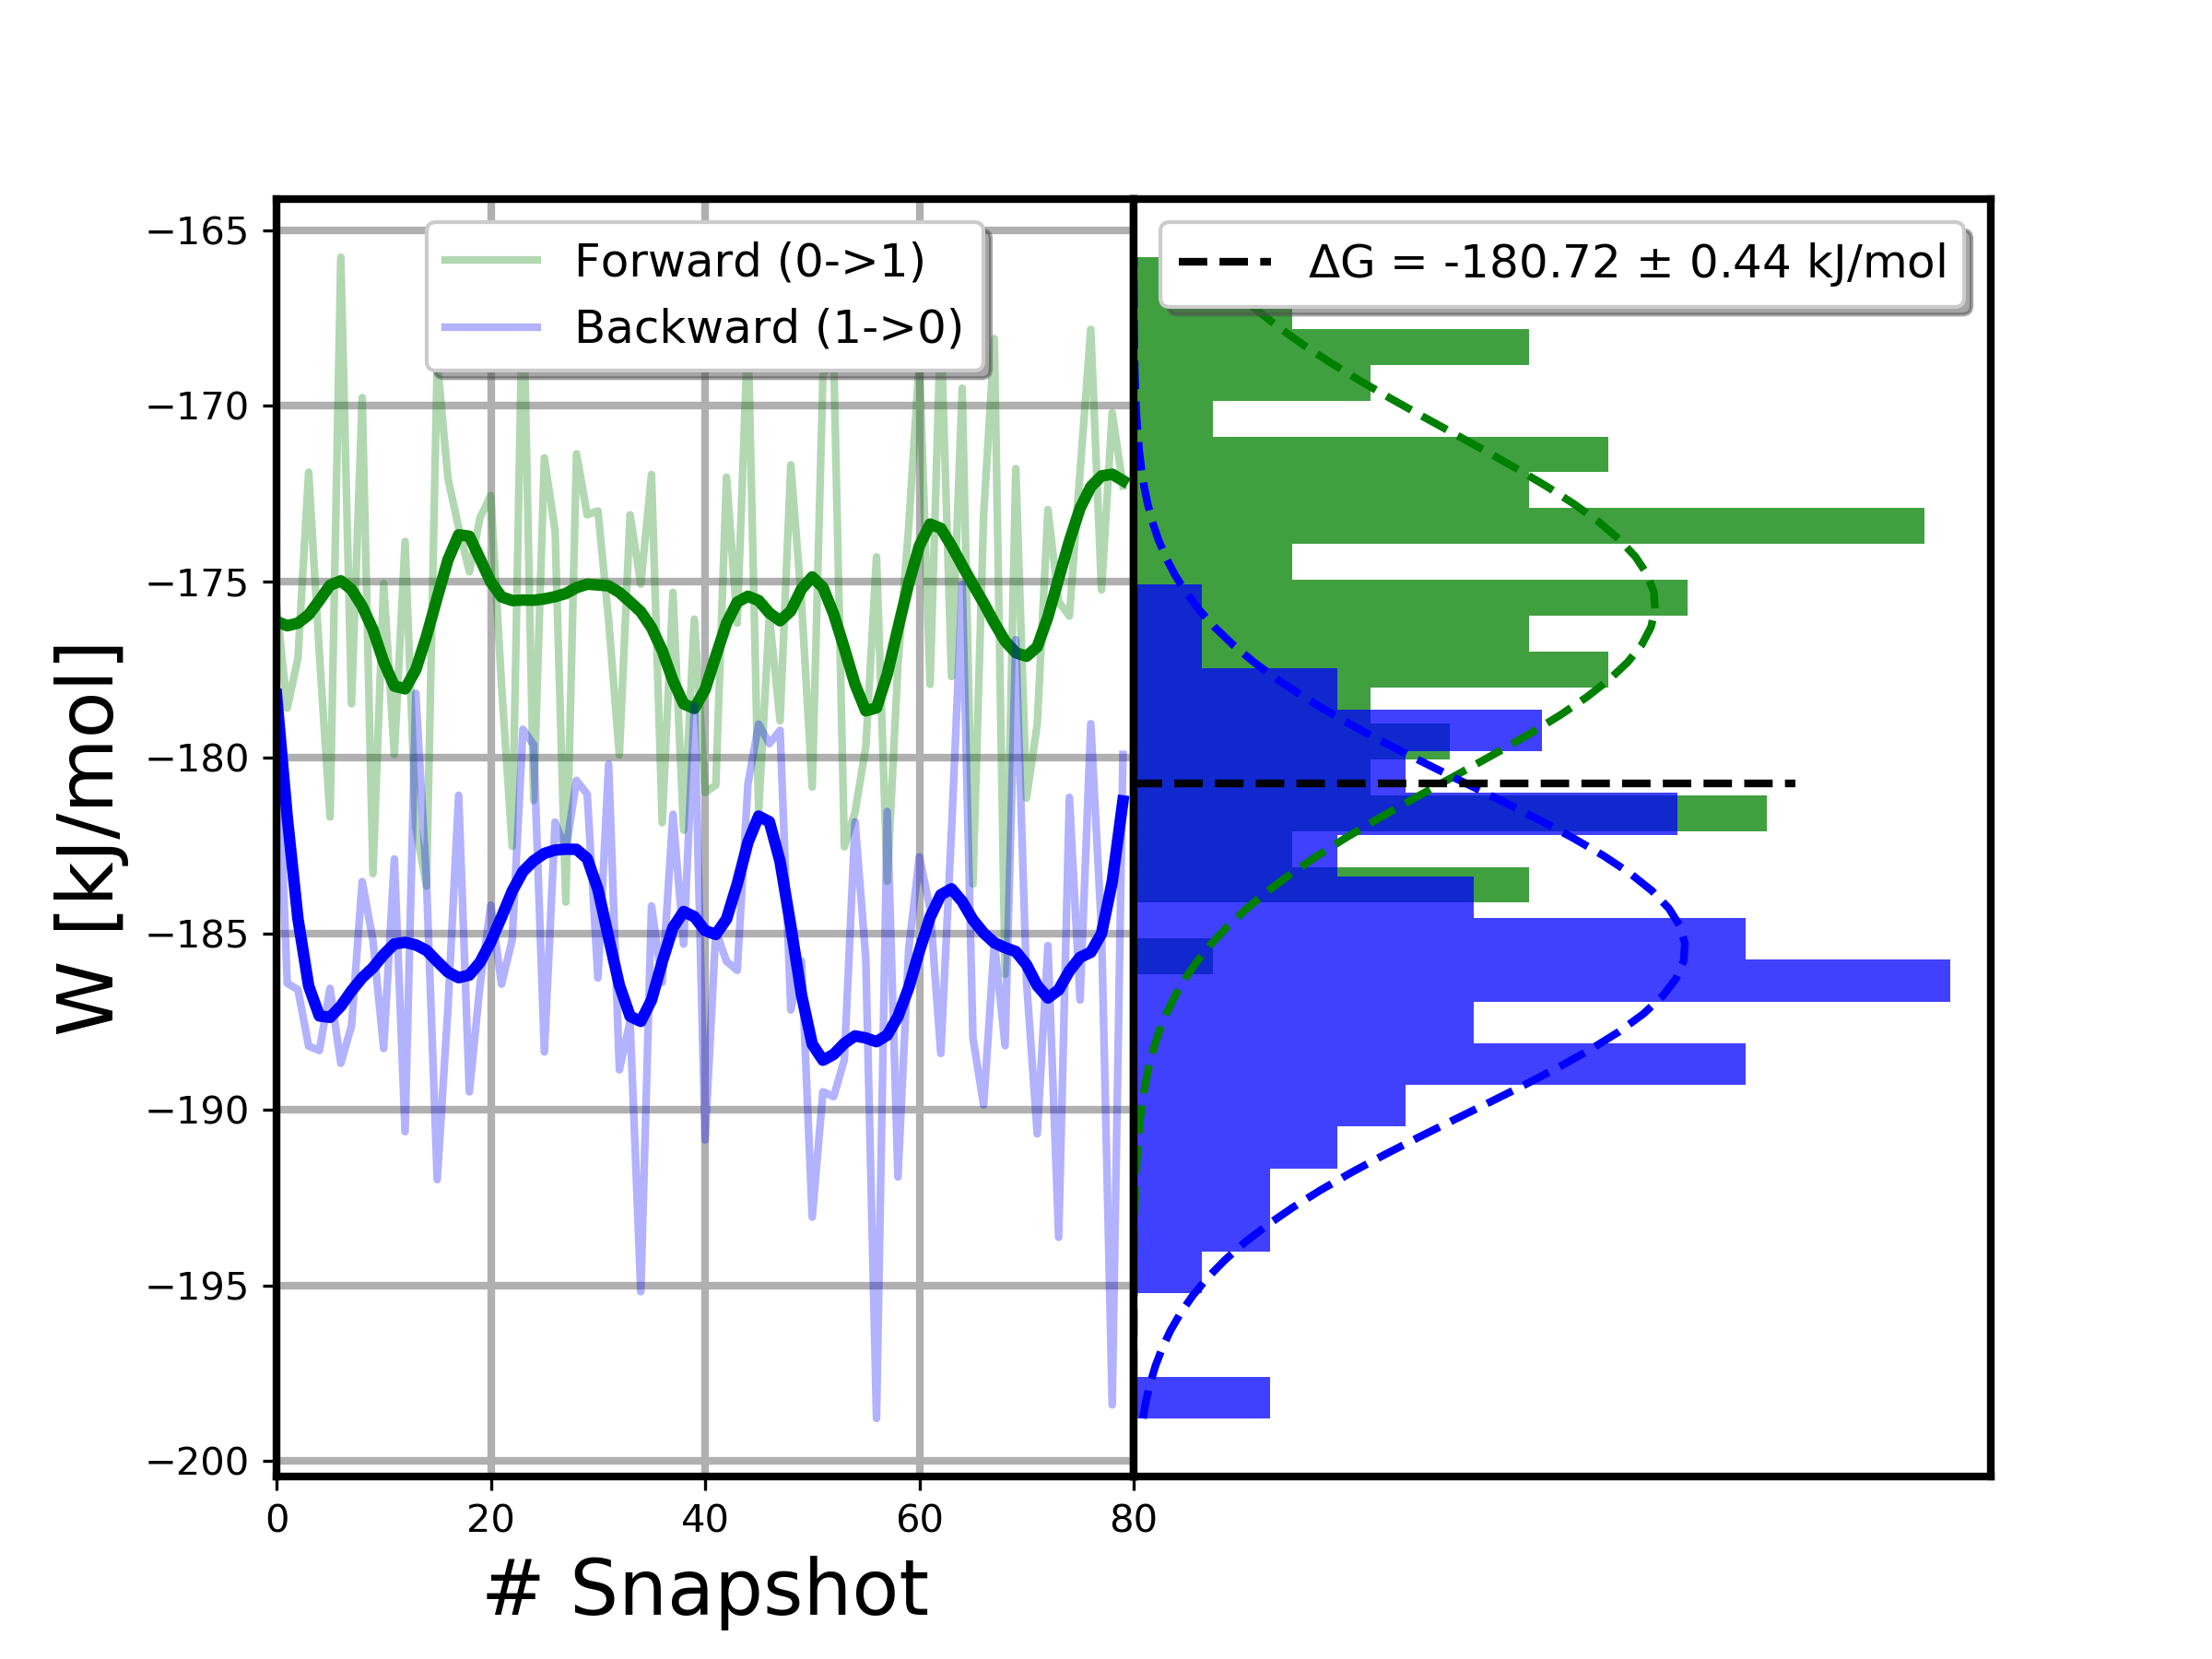 Forward (0->1)
Backward (1->0)
ΔG = -180.72 ± 0.44 kJ/mol
W [kJ/mol]
−165
−170
−175
−180
−185
−190
−195
−200
0 20 40 60 80
# Snapshot